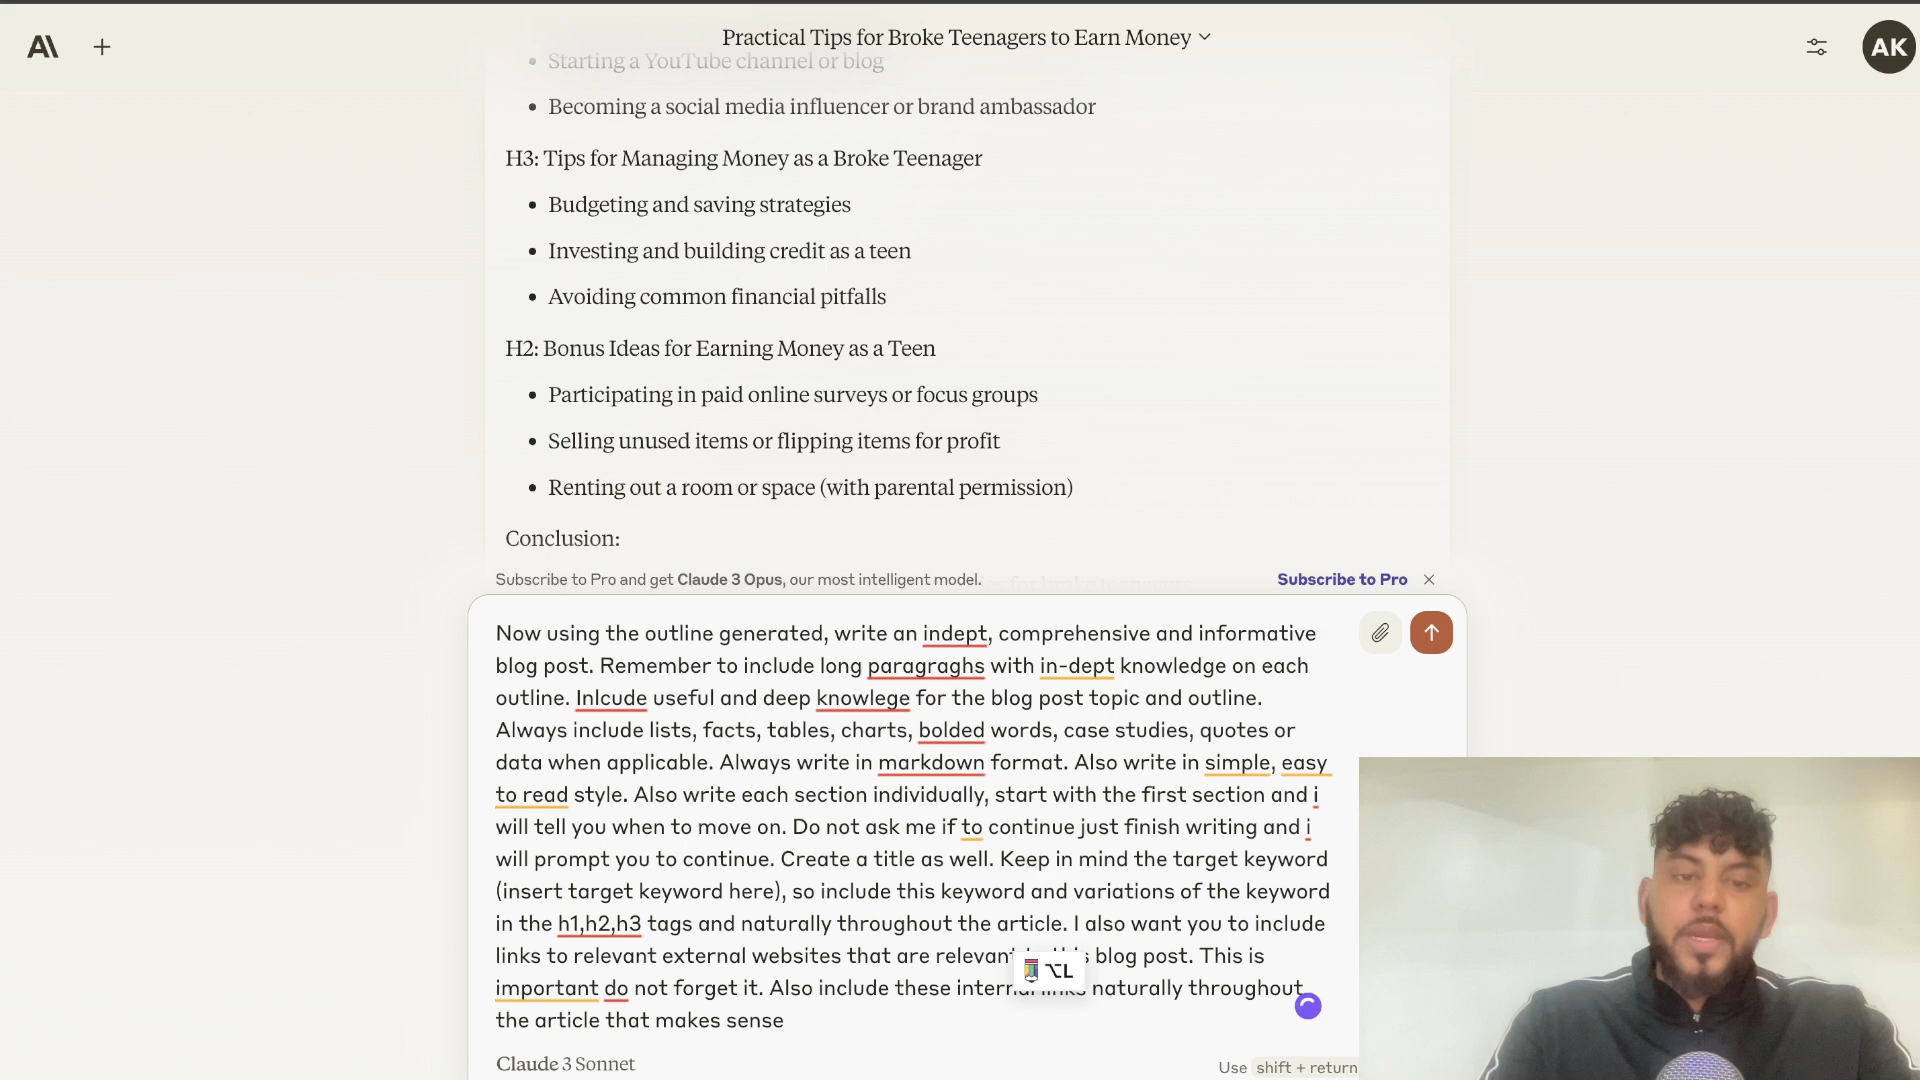 A\ + Practical Tips for Broke Teenagers to Earn Money AK
Starting a YouTube channel or blog
Becoming a social media influencer or brand ambassador
H3: Tips for Managing Money as a Broke Teenager
Budgeting and saving strategies
Investing and building credit as a teen
Avoiding common financial pitfalls
H2: Bonus Ideas for Earning Money as a Teen
Participating in paid online surveys or focus groups
Selling unused items or flipping items for profit
Renting out a room or space (with parental permission)
Conclusion:
Subscribe to Pro and get Claude 3 Opus, our most intelligent model. Subscribe to Pro
Now using the outline generated, write an indept, comprehensive and informative
blog post. Remember to include long paragraghs with in-dept knowledge on each
outline. Inlcude useful and deep knowlege for the blog post topic and outline.
Always include lists, facts, tables, charts, bolded words, case studies, quotes or
data when applicable. Always write in markdown format. Also write in simple, easy
to read style. Also write each section individually, start with the first section and i
will tell you when to move on. Do not ask me if to continue just finish writing and i
will prompt you to continue. Create a title as well. Keep in mind the target keyword
(insert target keyword here), so include this keyword and variations of the keyword
in the h1,h2,h3 tags and naturally throughout the article. I also want you to include
links to relevant external websites that are relevant blog post. This is
⌥L
important do not forget it. Also include these naturally throughout
the article that makes sense
Claude 3 Sonnet
Use shift + return